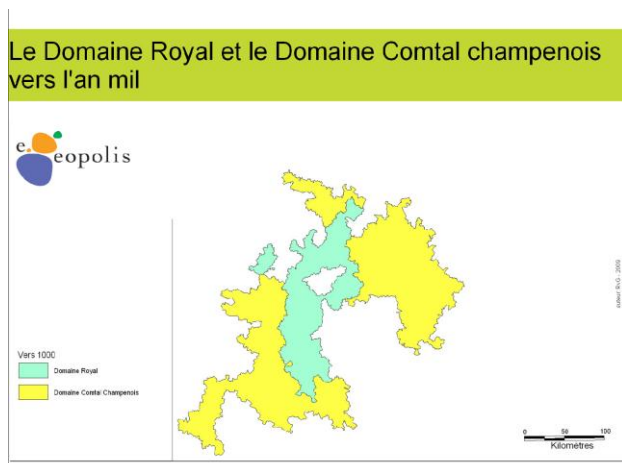 Le Domaine Royal et le Domaine Comtal champenois
vers l'an mil
e.
eopolis
Vers 1000
Domaine Royal
Domaine Comtal Champenois
0 50 100
Kilomètres